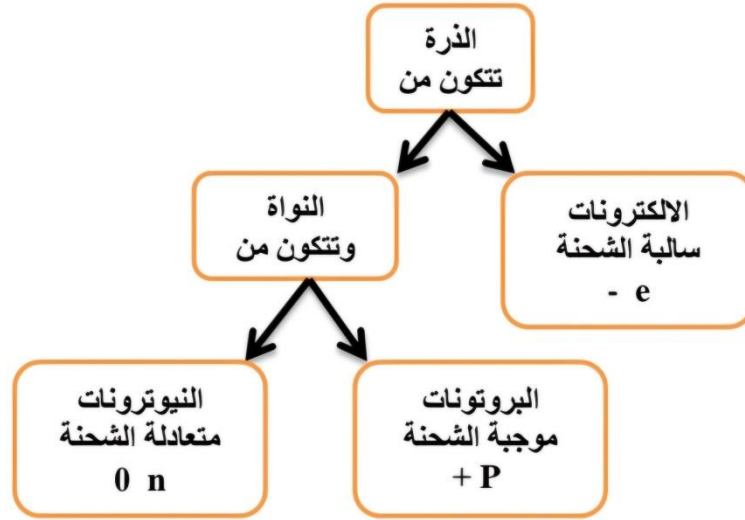 الذرة
تتكون من
الالكترونات
سالبة الشحنة
- e
النواة
وتتكون من
البروتونات
موجبة الشحنة
+ P
النيوترونات
متعادلة الشحنة
0 n